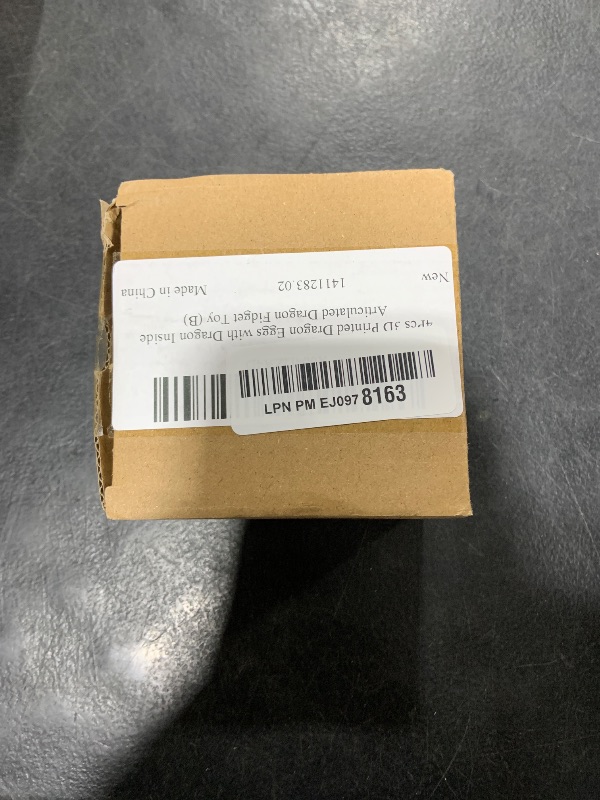 4Pcs 3D Printed Dragon Eggs with Dragon Inside
Articulated Dragon Fidget Toy (B)
New 1411283.02 Made in China
LPN PM EJ097 8163